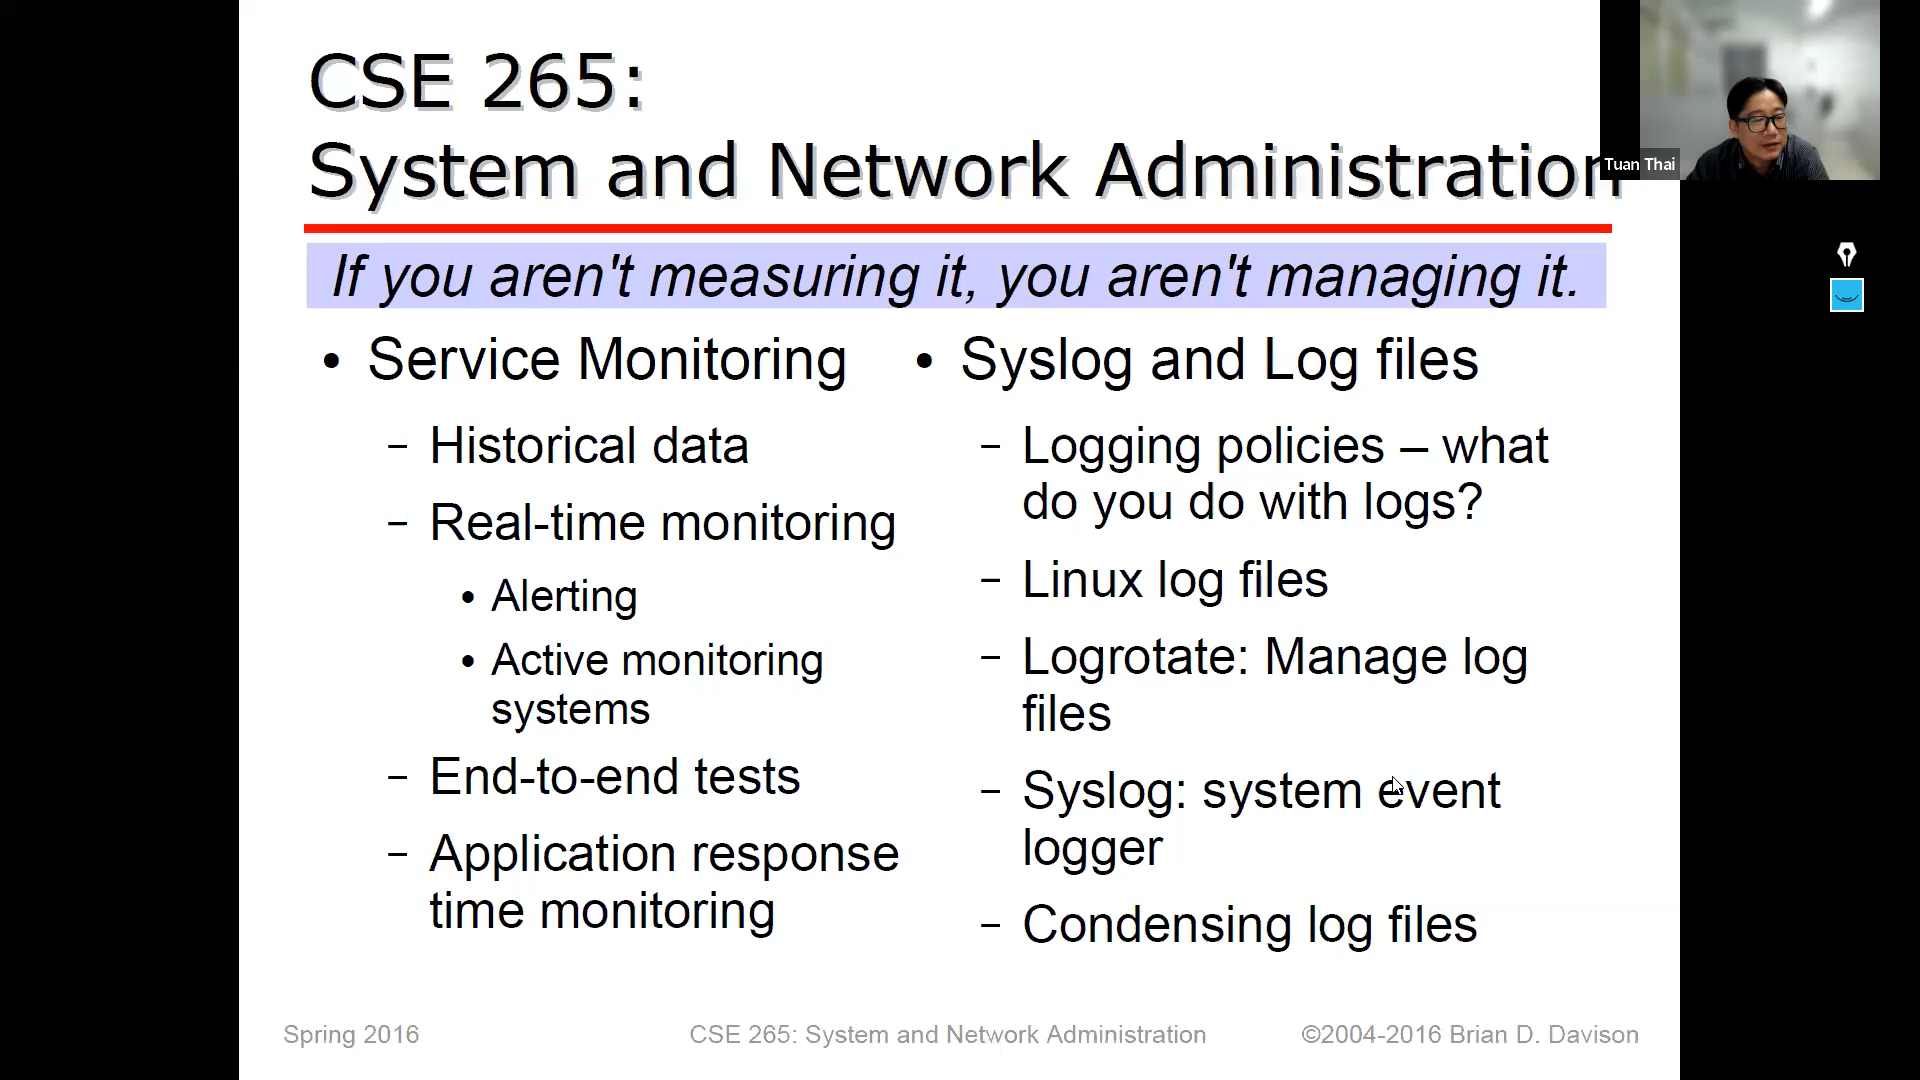 CSE 265:
System and Network Administration
If you aren't measuring it, you aren't managing it.
• Service Monitoring
– Historical data
– Real-time monitoring
• Alerting
• Active monitoring
systems
– End-to-end tests
– Application response
time monitoring
• Syslog and Log files
– Logging policies – what
do you do with logs?
– Linux log files
– Logrotate: Manage log
files
– Syslog: system event
logger
– Condensing log files
Spring 2016
CSE 265: System and Network Administration
©2004-2016 Brian D. Davison
Tuan Thai